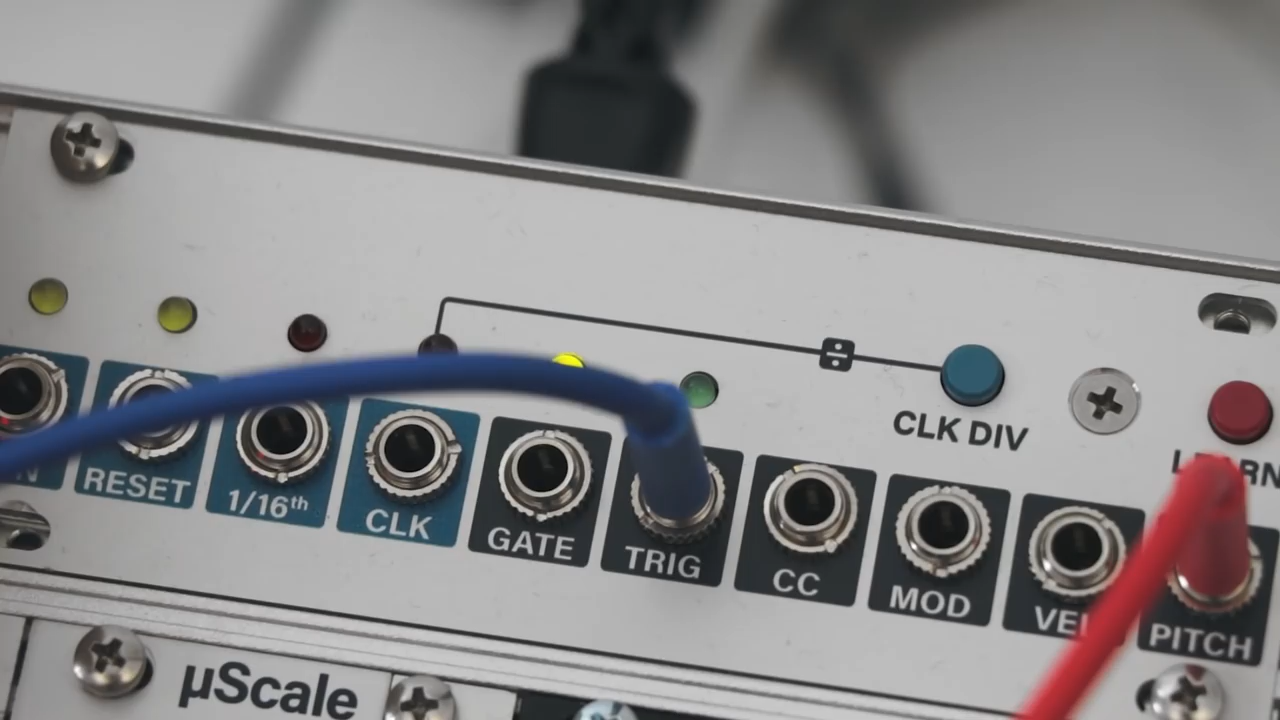 CLK DIV
RESET
1/16th
CLK
GATE
TRIG
CC
MOD
PITCH
µScale